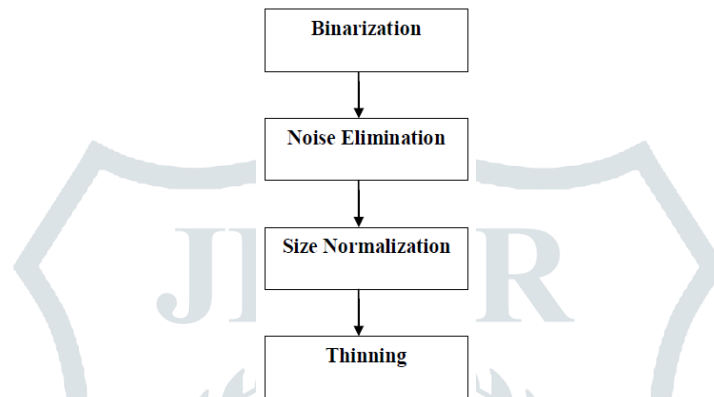 Binarization
Noise Elimination
Size Normalization
Thinning